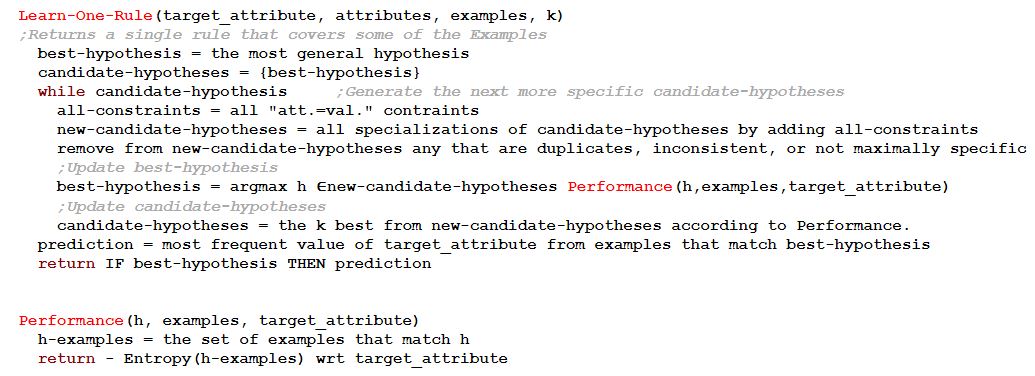 Learn-One-Rule(target_attribute, attributes, examples, k)
;Returns a single rule that covers some of the Examples
best-hypothesis = the most general hypothesis
candidate-hypotheses = {best-hypothesis}
while candidate-hypothesis ;Generate the next more specific candidate-hypotheses
all-constraints = all "att.=val." contraints
new-candidate-hypotheses = all specializations of candidate-hypotheses by adding all-constraints
remove from new-candidate-hypotheses any that are duplicates, inconsistent, or not maximally specific
;Update best-hypothesis
best-hypothesis = argmax h ∈new-candidate-hypotheses Performance(h,examples,target_attribute)
;Update candidate-hypotheses
candidate-hypotheses = the k best from new-candidate-hypotheses according to Performance.
prediction = most frequent value of target_attribute from examples that match best-hypothesis
return IF best-hypothesis THEN prediction
Performance(h, examples, target_attribute)
h-examples = the set of examples that match h
return - Entropy(h-examples) wrt target_attribute